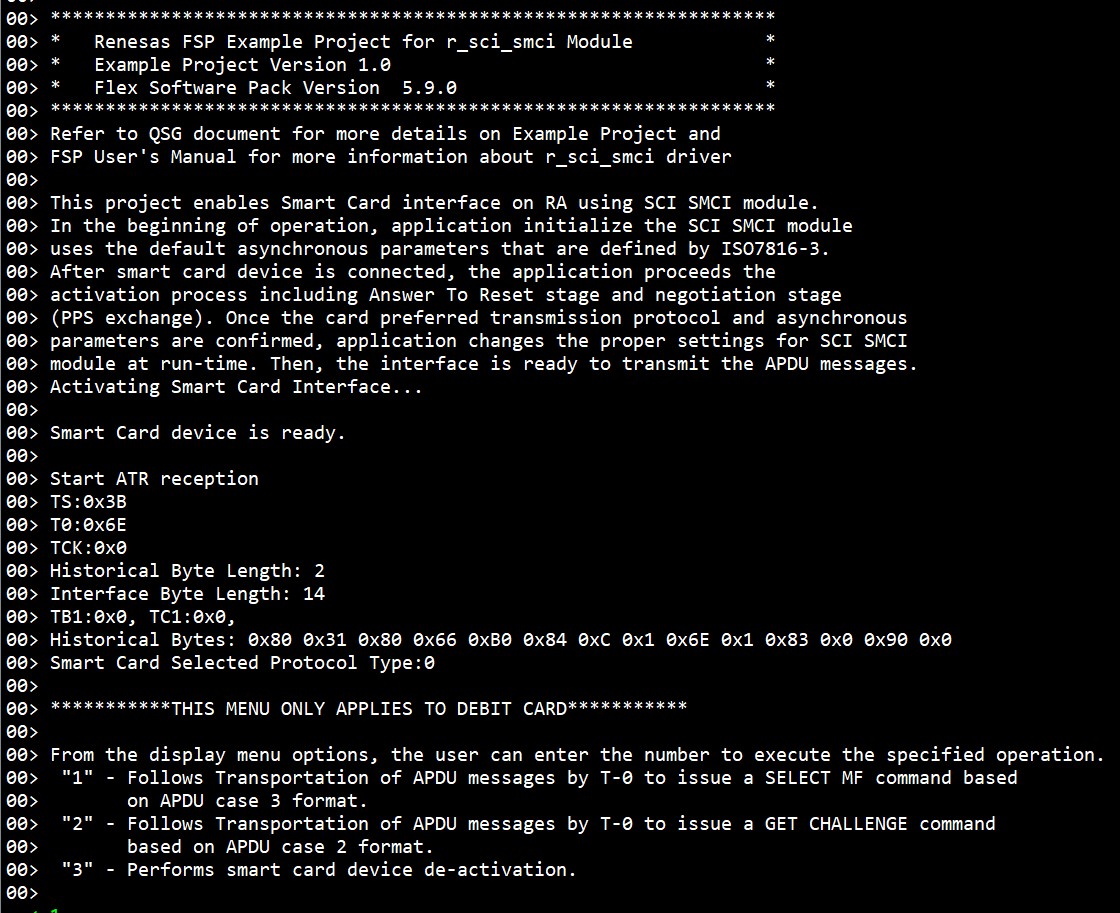 00> ******************************************************************
00> *   Renesas FSP Example Project for r_sci_smci Module            *
00> *   Example Project Version 1.0                                  *
00> *   Flex Software Pack Version  5.9.0                            *
00> ******************************************************************
00> Refer to QSG document for more details on Example Project and
00> FSP User's Manual for more information about r_sci_smci driver
00>
00> This project enables Smart Card interface on RA using SCI SMCI module.
00> In the beginning of operation, application initialize the SCI SMCI module
00> uses the default asynchronous parameters that are defined by ISO7816-3.
00> After smart card device is connected, the application proceeds the
00> activation process including Answer To Reset stage and negotiation stage
00> (PPS exchange). Once the card preferred transmission protocol and asynchronous
00> parameters are confirmed, application changes the proper settings for SCI SMCI
00> module at run-time. Then, the interface is ready to transmit the APDU messages.
00> Activating Smart Card Interface...
00>
00> Smart Card device is ready.
00>
00> Start ATR reception
00> TS:0x3B
00> T0:0x6E
00> TCK:0x0
00> Historical Byte Length: 2
00> Interface Byte Length: 14
00> TB1:0x0, TC1:0x0,
00> Historical Bytes: 0x80 0x31 0x80 0x66 0xB0 0x84 0xC 0x1 0x6E 0x1 0x83 0x0 0x90 0x0
00> Smart Card Selected Protocol Type:0
00>
00> ***********THIS MENU ONLY APPLIES TO DEBIT CARD***********
00>
00> From the display menu options, the user can enter the number to execute the specified operation.
00>  "1" - Follows Transportation of APDU messages by T-0 to issue a SELECT MF command based
00>        on APDU case 3 format.
00>  "2" - Follows Transportation of APDU messages by T-0 to issue a GET CHALLENGE command
00>        based on APDU case 2 format.
00>  "3" - Performs smart card device de-activation.
00>